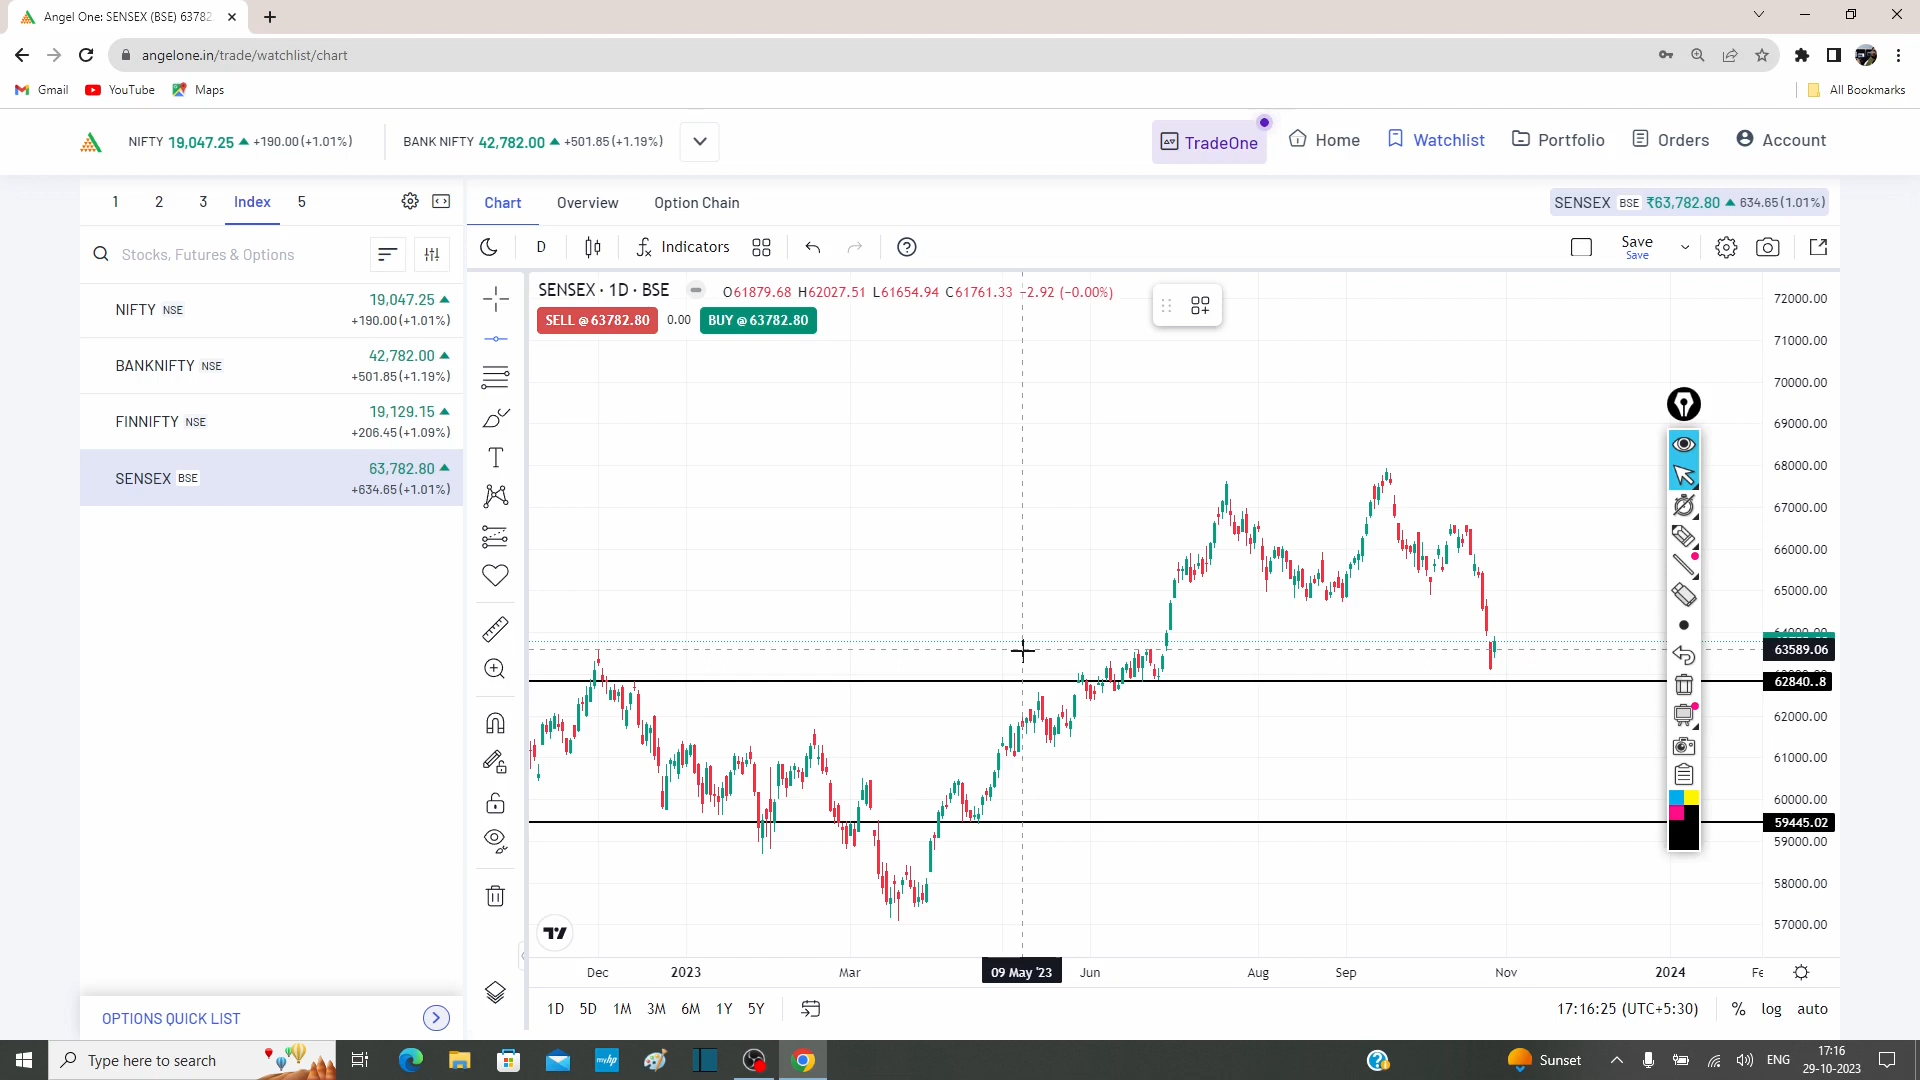 Angel One: SENSEX (BSE) 63782
angelone.in/trade/watchlist/chart
Gmail YouTube Maps All Bookmarks
NIFTY 19,047.25 +190.00 (+1.01%) BANK NIFTY 42,782.00 +501.85 (+1.19%) TradeOne Home Watchlist Portfolio Orders Account
1 2 3 Index 5
Chart Overview Option Chain SENSEX BSE ₹63,782.80 634.65 (1.01%)
Stocks, Futures & Options
D Indicators Save
Save
SENSEX · 1D · BSE O61879.68 H62027.51 L61654.94 C61761.33 −2.92 (−0.00%)
SELL @ 63782.80 0.00 BUY @ 63782.80
NIFTY NSE 19,047.25
+190.00 (+1.01%)
BANKNIFTY NSE 42,782.00
+501.85 (+1.19%)
FINNIFTY NSE 19,129.15
+206.45 (+1.09%)
SENSEX BSE 63,782.80
+634.65 (+1.01%)
72000.00
71000.00
70000.00
69000.00
68000.00
67000.00
66000.00
65000.00
63589.06
62840..8
62000.00
61000.00
60000.00
59445.02
59000.00
58000.00
57000.00
Dec 2023 Mar 09 May '23 Jun Aug Sep Nov 2024 Fe
1D 5D 1M 3M 6M 1Y 5Y 17:16:25 (UTC+5:30) % log auto
OPTIONS QUICK LIST
Type here to search myhp Sunset ENG 17:16
29-10-2023